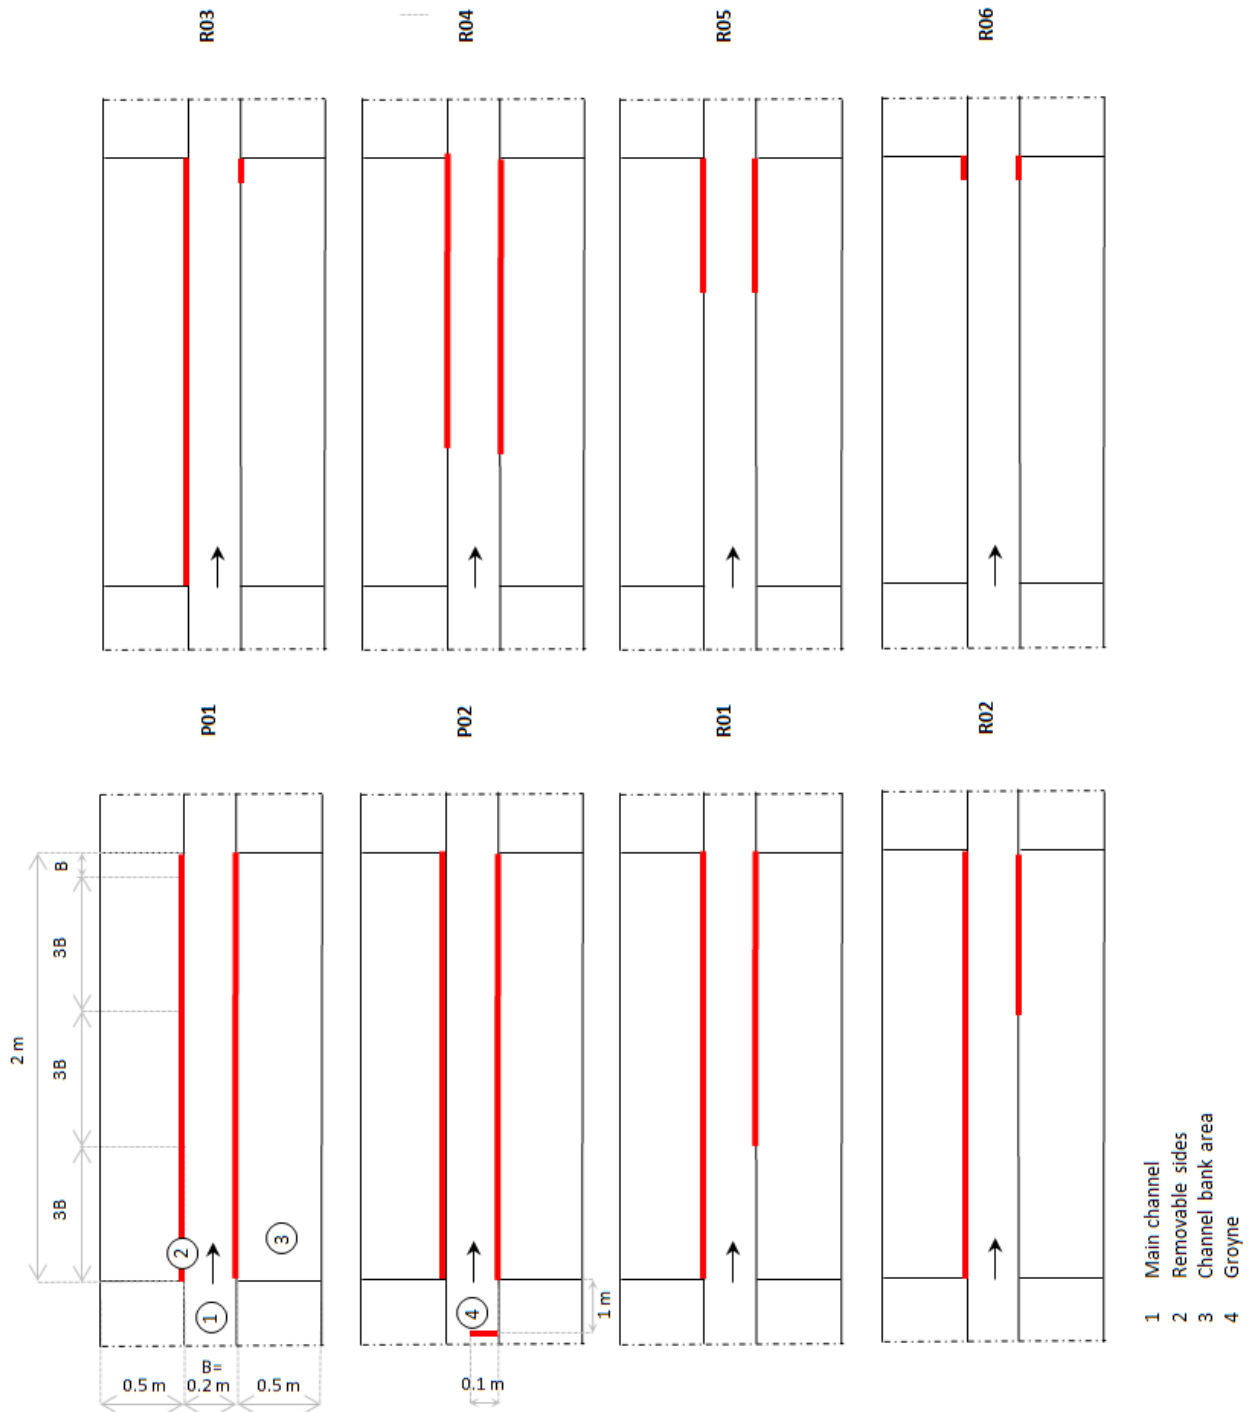 R03
R04
R05
R06
P01
P02
R01
R02
2 m
B
3B
3B
3B
2
3
1
4
1 m
0.5 m
B=
0.2 m
0.5 m
0.1 m
1 Main channel
2 Removable sides
3 Channel bank area
4 Groyne